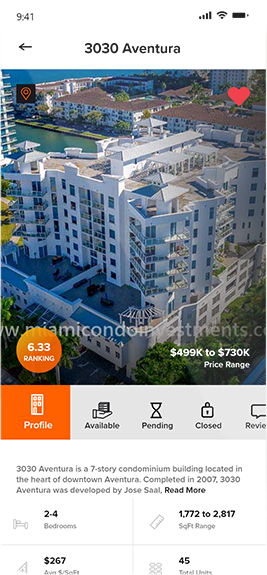 9:41
3030 Aventura
www.miamicondoinvestments.c
6.33
RANKING
$499K to $730K
Price Range
Profile
Available
Pending
Closed
Revie
3030 Aventura is a 7-story condominium building located in
the heart of downtown Aventura. Completed in 2007, 3030
Aventura was developed by Jose Saal, Read More
2-4
Bedrooms
1,772 to 2,817
SqFt Range
$267
Avg $/SqFt
45
Total Units